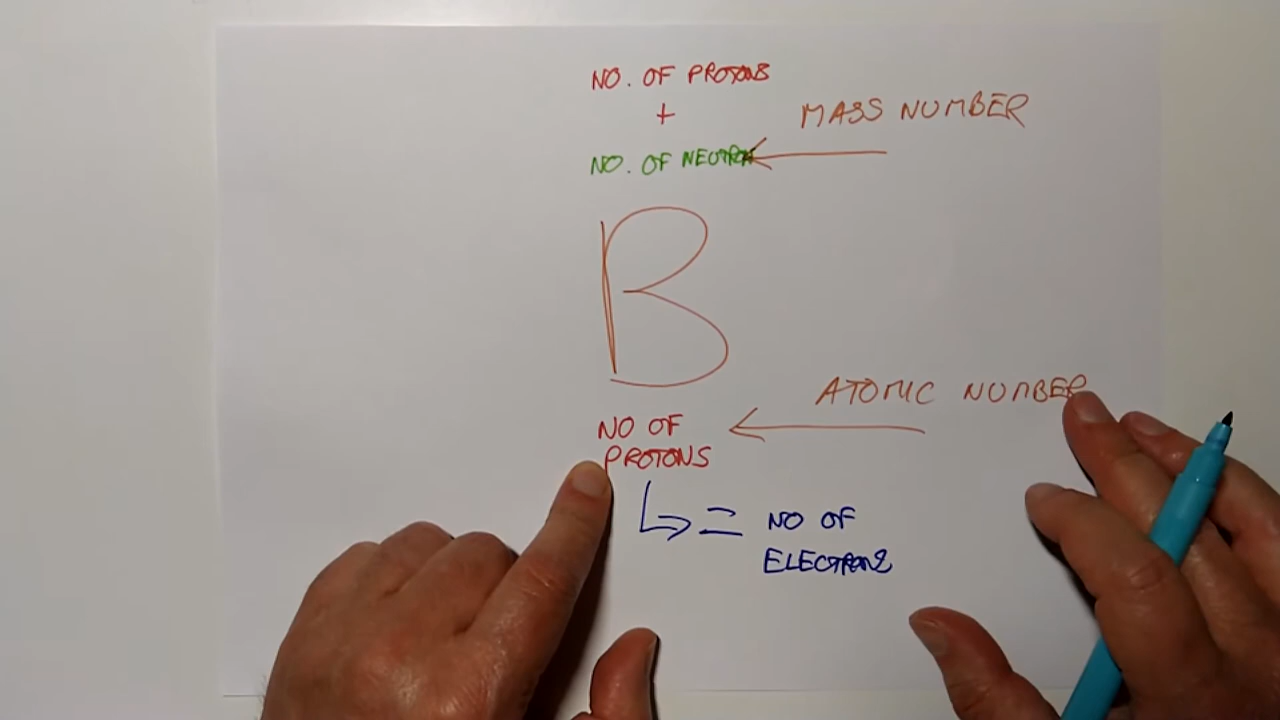 NO. OF PROTONS
+
MASS NUMBER
NO. OF NEUTRON
B
ATOMIC NUMBER
NO OF
PROTONS
= NO OF
ELECTRONS